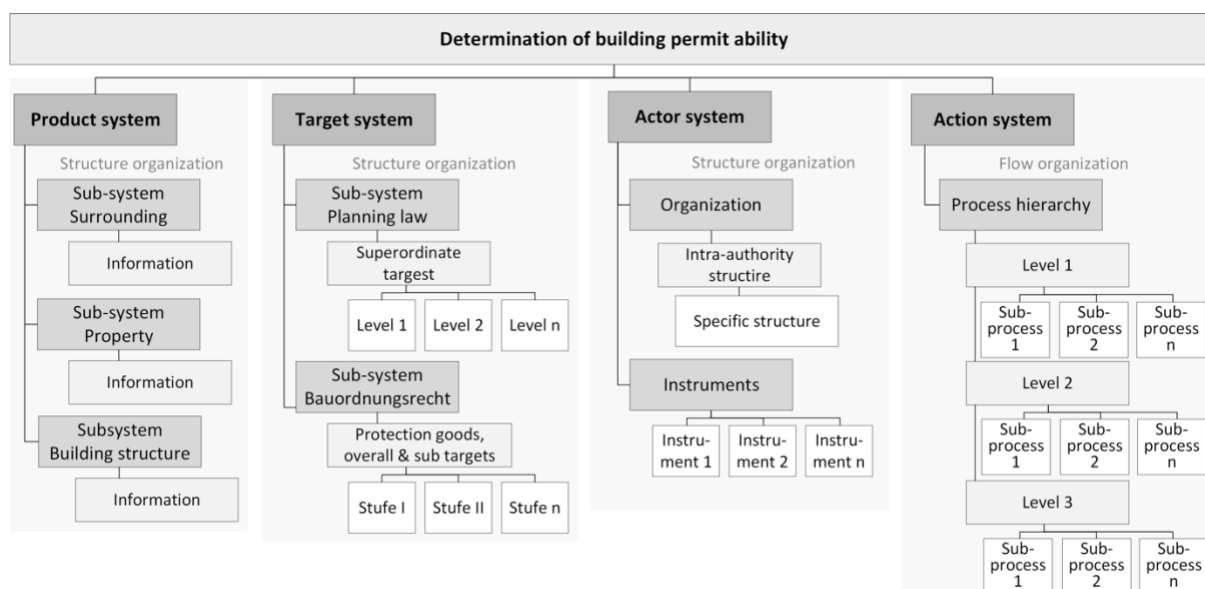 Determination of building permit ability
Product system
Structure organization
Sub-system
Surrounding
Information
Sub-system
Property
Information
Subsystem
Building structure
Information
Target system
Structure organization
Sub-system
Planning law
Superordinate
targest
Level 1
Level 2
Level n
Sub-system
Bauordnungsrecht
Protection goods,
overall & sub targets
Stufe I
Stufe II
Stufe n
Actor system
Structure organization
Organization
Intra-authority
structire
Specific structure
Instruments
Instru-
ment 1
Instru-
ment 2
Instru-
ment n
Action system
Flow organization
Process hierarchy
Level 1
Sub-
process
1
Sub-
process
2
Sub-
process
n
Level 2
Sub-
process
1
Sub-
process
2
Sub-
process
n
Level 3
Sub-
process
1
Sub-
process
2
Sub-
process
n